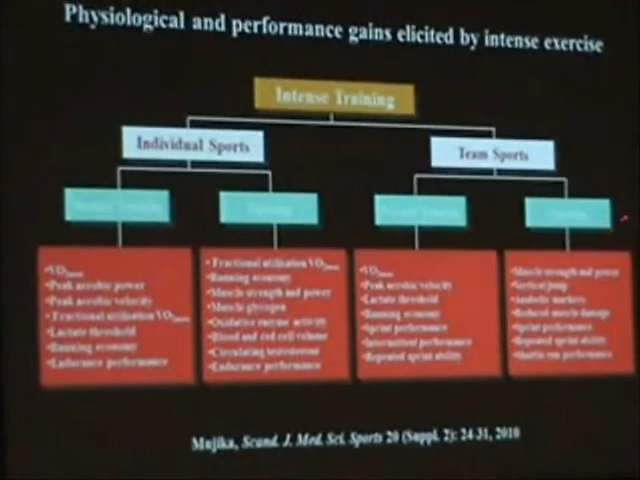 Physiological and performance gains elicited by intense exercise
Intense Training
Individual Sports
Team Sports
•VO2max
•Peak aerobic power
•Peak aerobic velocity
•Fractional utilisation VO2max
•Lactate threshold
•Running economy
•Endurance performance
•Fractional utilisation VO2max
•Running economy
•Muscle strength and power
•Muscle glycogen
•Oxidative enzyme activity
•Blood and red cell volume
•Circulating testosterone
•Endurance performance
•VO2max
•Peak aerobic velocity
•Lactate threshold
•Running economy
•Sprint performance
•Intermittent performance
•Repeated sprint ability
•Muscle strength and power
•Vertical jump
•Anabolic markers
•Reduced muscle damage
•Sprint performance
•Repeated sprint ability
•Shuttle run performance
Mujika, Scand. J. Med. Sci. Sports 20 (Suppl. 2): 24-31, 2010